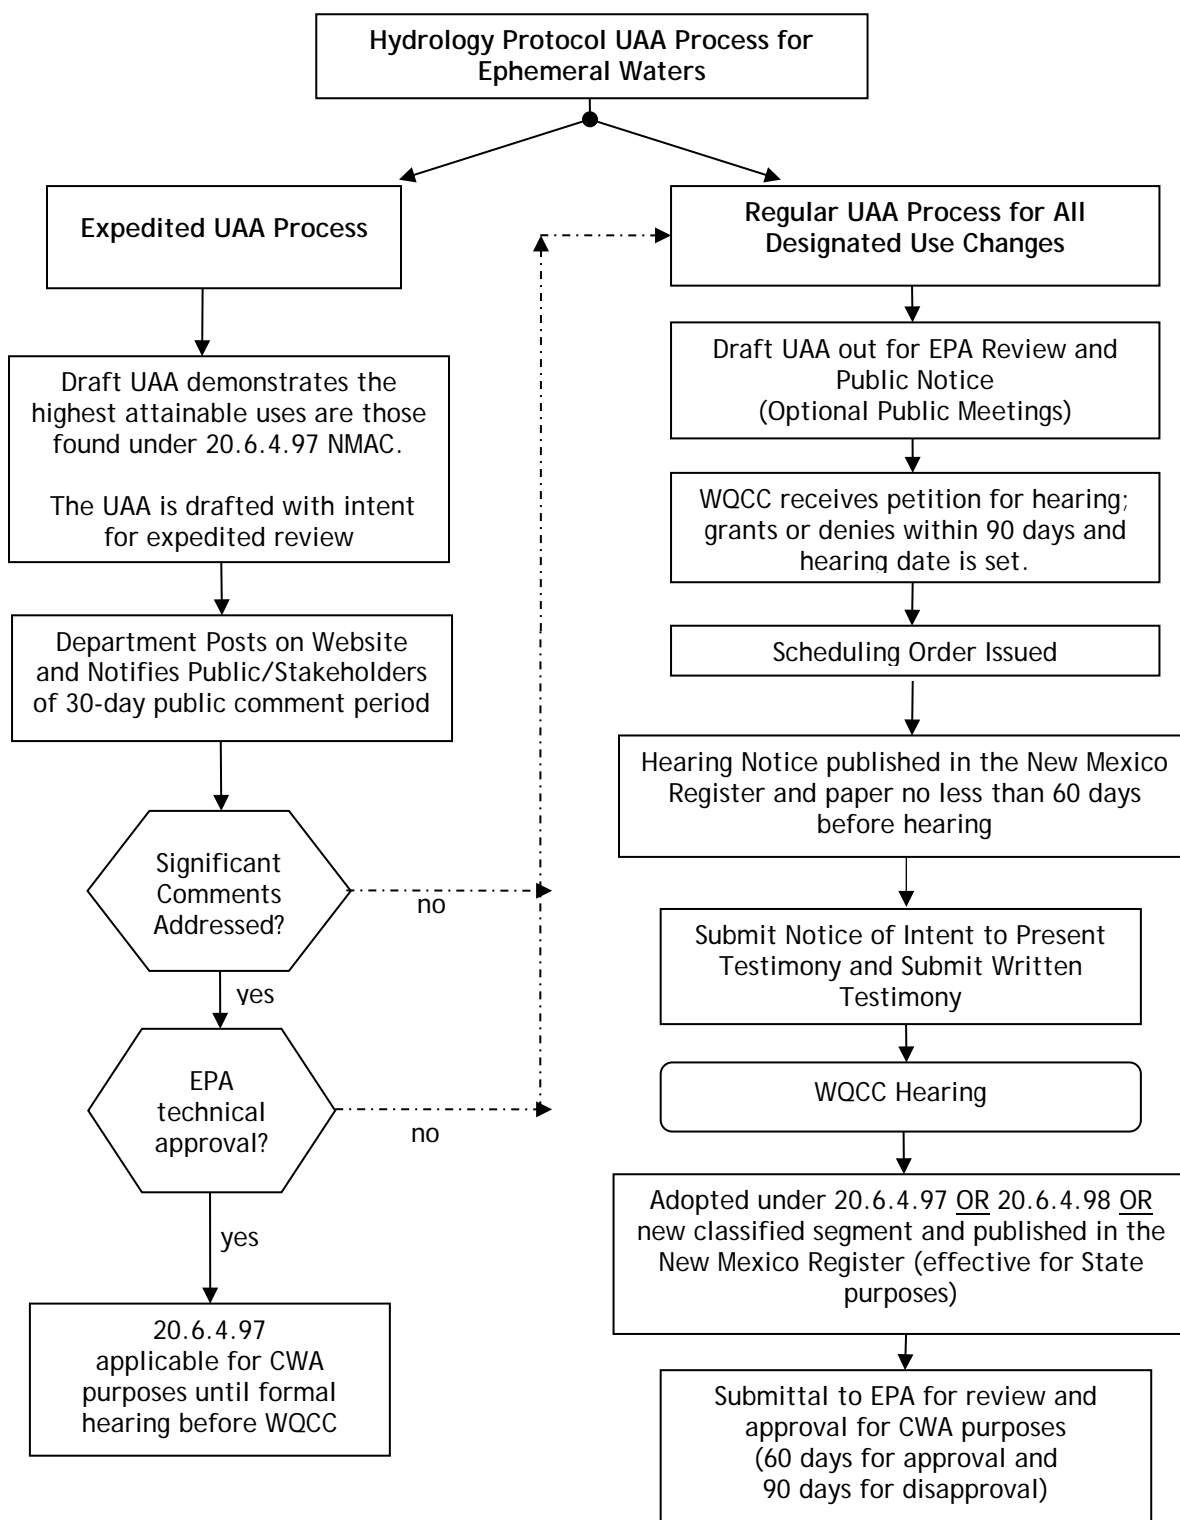 Hydrology Protocol UAA Process for
Ephemeral Waters
Expedited UAA Process
Draft UAA demonstrates the
highest attainable uses are those
found under 20.6.4.97 NMAC.
The UAA is drafted with intent
for expedited review
Department Posts on Website
and Notifies Public/Stakeholders
of 30-day public comment period
Significant
Comments
Addressed?
no
yes
EPA
technical
approval?
no
yes
20.6.4.97
applicable for CWA
purposes until formal
hearing before WQCC
Regular UAA Process for All
Designated Use Changes
Draft UAA out for EPA Review and
Public Notice
(Optional Public Meetings)
WQCC receives petition for hearing;
grants or denies within 90 days and
hearing date is set.
Scheduling Order Issued
Hearing Notice published in the New Mexico
Register and paper no less than 60 days
before hearing
Submit Notice of Intent to Present
Testimony and Submit Written
Testimony
WQCC Hearing
Adopted under 20.6.4.97 OR 20.6.4.98 OR
new classified segment and published in the
New Mexico Register (effective for State
purposes)
Submittal to EPA for review and
approval for CWA purposes
(60 days for approval and
90 days for disapproval)